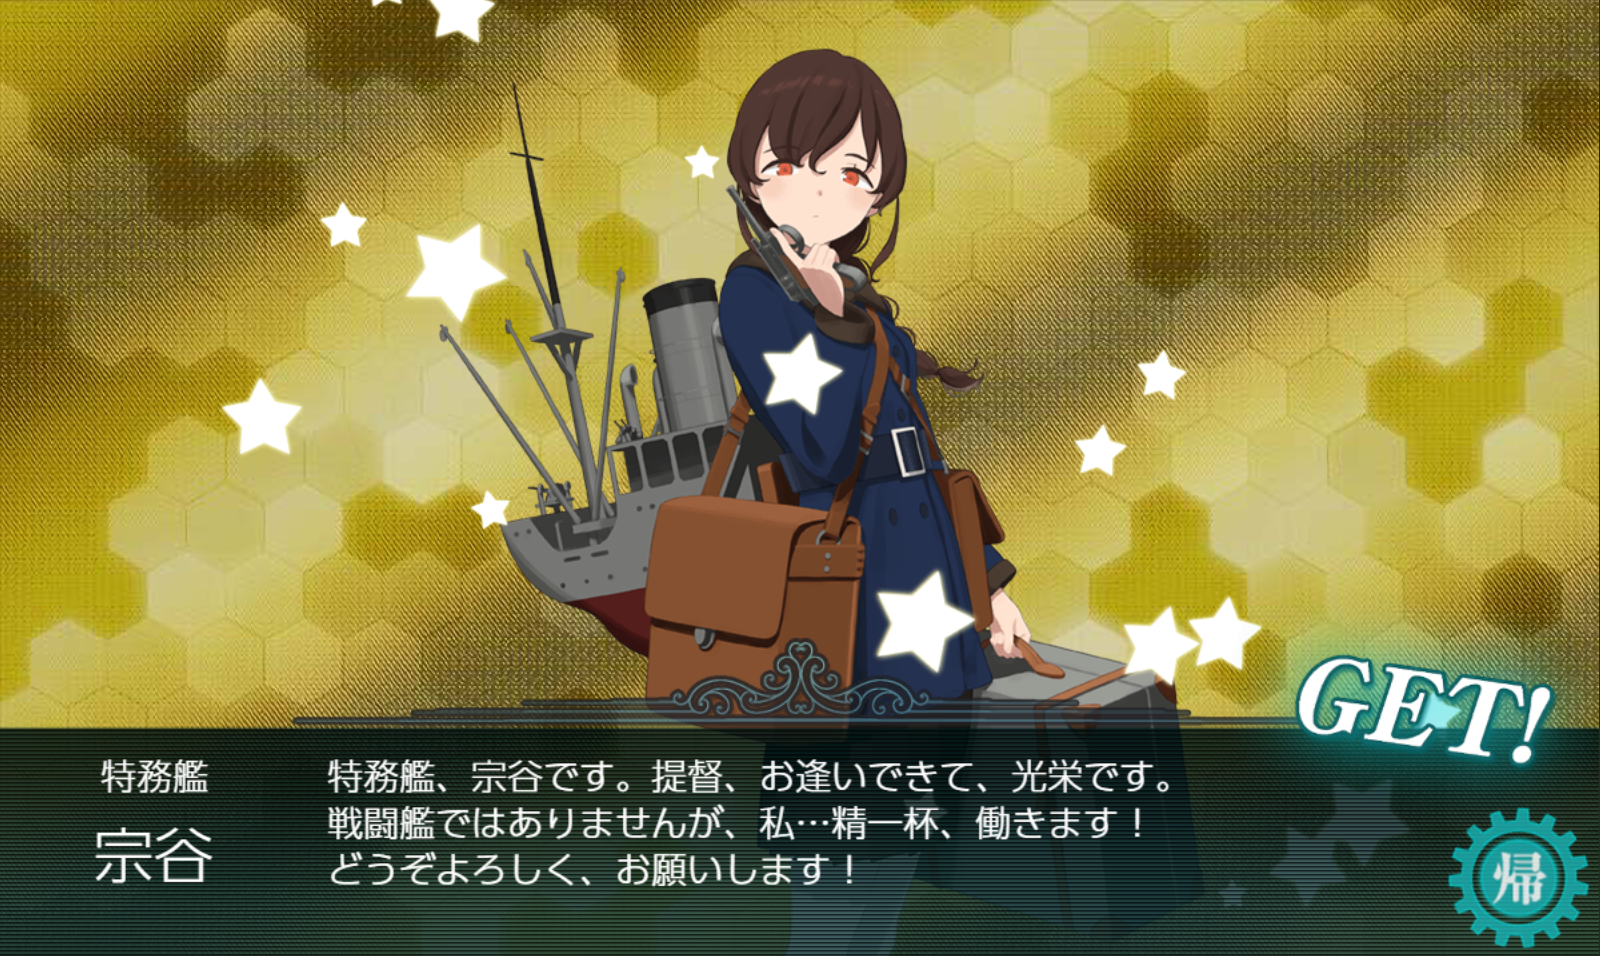 GET!
特務艦
宗谷
特務艦、宗谷です。提督、お逢いできて、光栄です。
戦闘艦ではありませんが、私…精一杯、働きます！
どうぞよろしく、お願いします！
帰